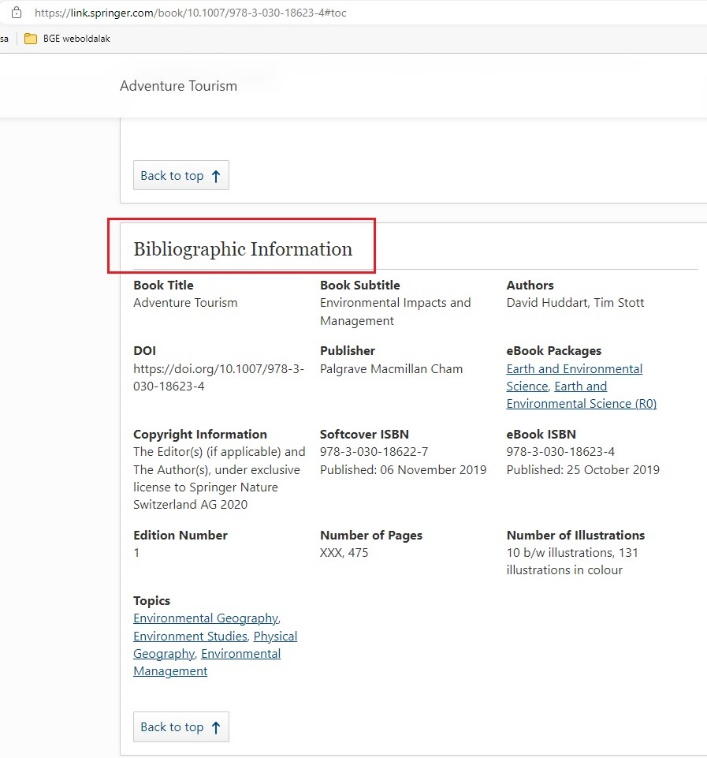 https://link.springer.com/book/10.1007/978-3-030-18623-4#toc
sa
BGE weboldalak
Adventure Tourism
Back to top ↑
Bibliographic Information
Book Title
Adventure Tourism
Book Subtitle
Environmental Impacts and
Management
Authors
David Huddart, Tim Stott
DOI
https://doi.org/10.1007/978-3-
030-18623-4
Publisher
Palgrave Macmillan Cham
eBook Packages
Earth and Environmental
Science, Earth and
Environmental Science (R0)
Copyright Information
The Editor(s) (if applicable) and
The Author(s), under exclusive
license to Springer Nature
Switzerland AG 2020
Softcover ISBN
978-3-030-18622-7
Published: 06 November 2019
eBook ISBN
978-3-030-18623-4
Published: 25 October 2019
Edition Number
1
Number of Pages
XXX, 475
Number of Illustrations
10 b/w illustrations, 131
illustrations in colour
Topics
Environmental Geography,
Environment Studies, Physical
Geography, Environmental
Management
Back to top ↑